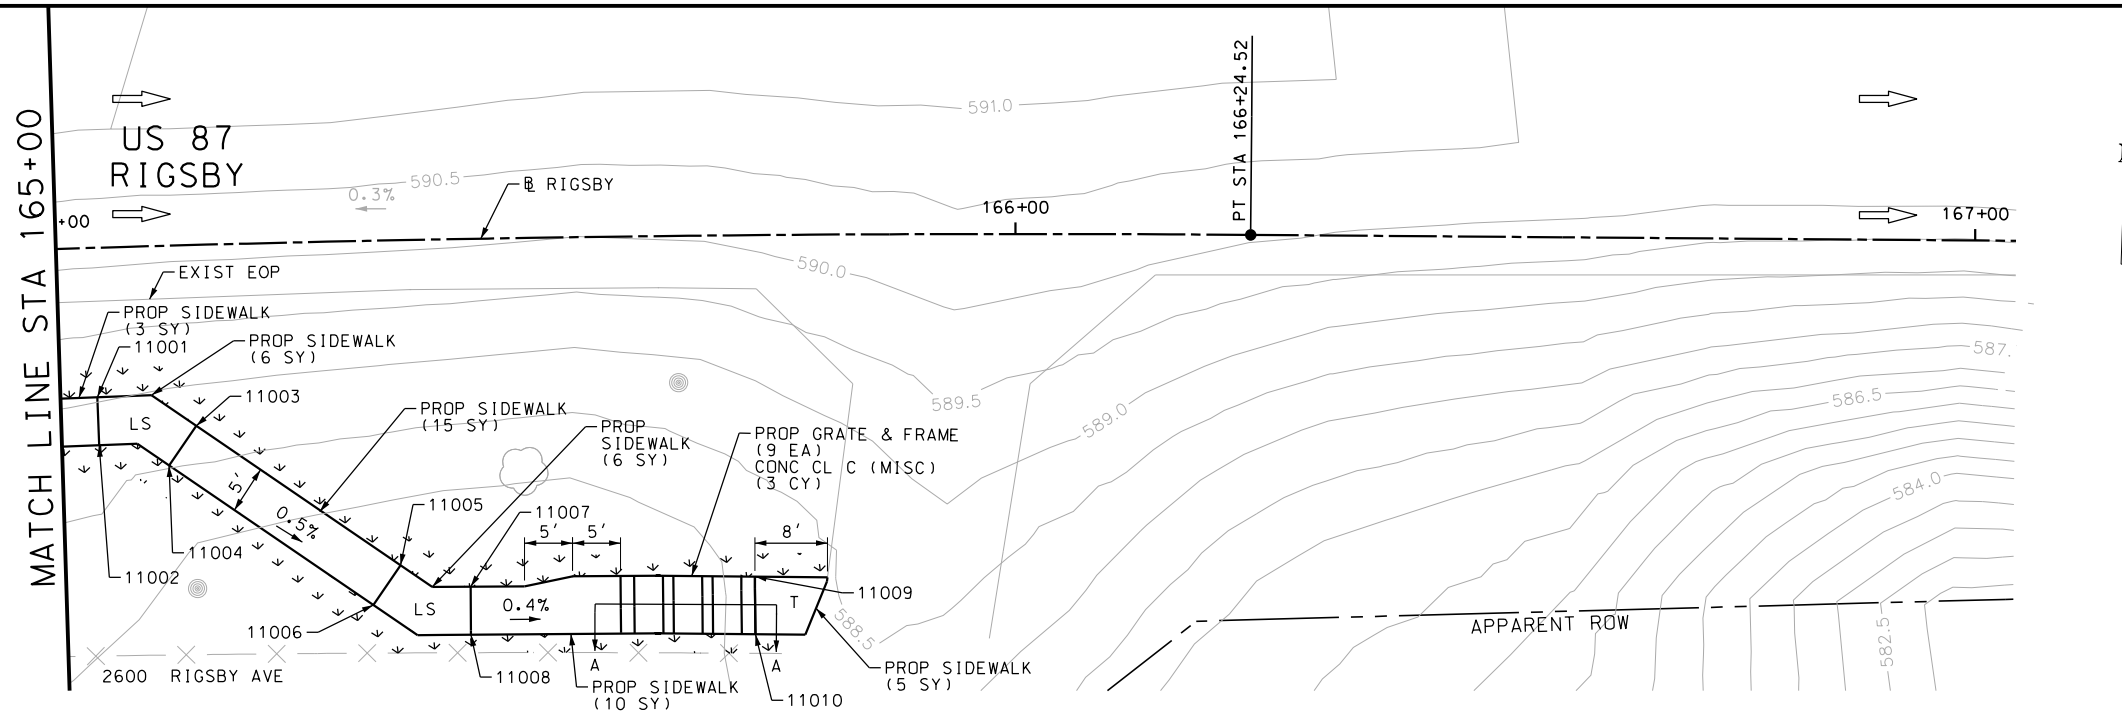 MATCH LINE STA 165+00
US 87
RIGSBY
+00
590.5
0.3%
℄ RIGSBY
591.0
166+00
PT STA 166+24.52
167+00
EXIST EOP
590.0
PROP SIDEWALK
(3 SY)
11001
PROP SIDEWALK
(6 SY)
11003
LS
PROP SIDEWALK
(15 SY)
PROP
SIDEWALK
(6 SY)
PROP GRATE & FRAME
(9 EA)
CONC CL C (MISC)
(3 CY)
589.5
589.0
587.
586.5
584.0
582.5
5'
0.5%
11005
11007
5'
5'
8'
11004
11002
LS
0.4%
T
11009
588.5
11006
11008
A
A
PROP SIDEWALK
(10 SY)
11010
PROP SIDEWALK
(5 SY)
2600 RIGSBY AVE
APPARENT ROW